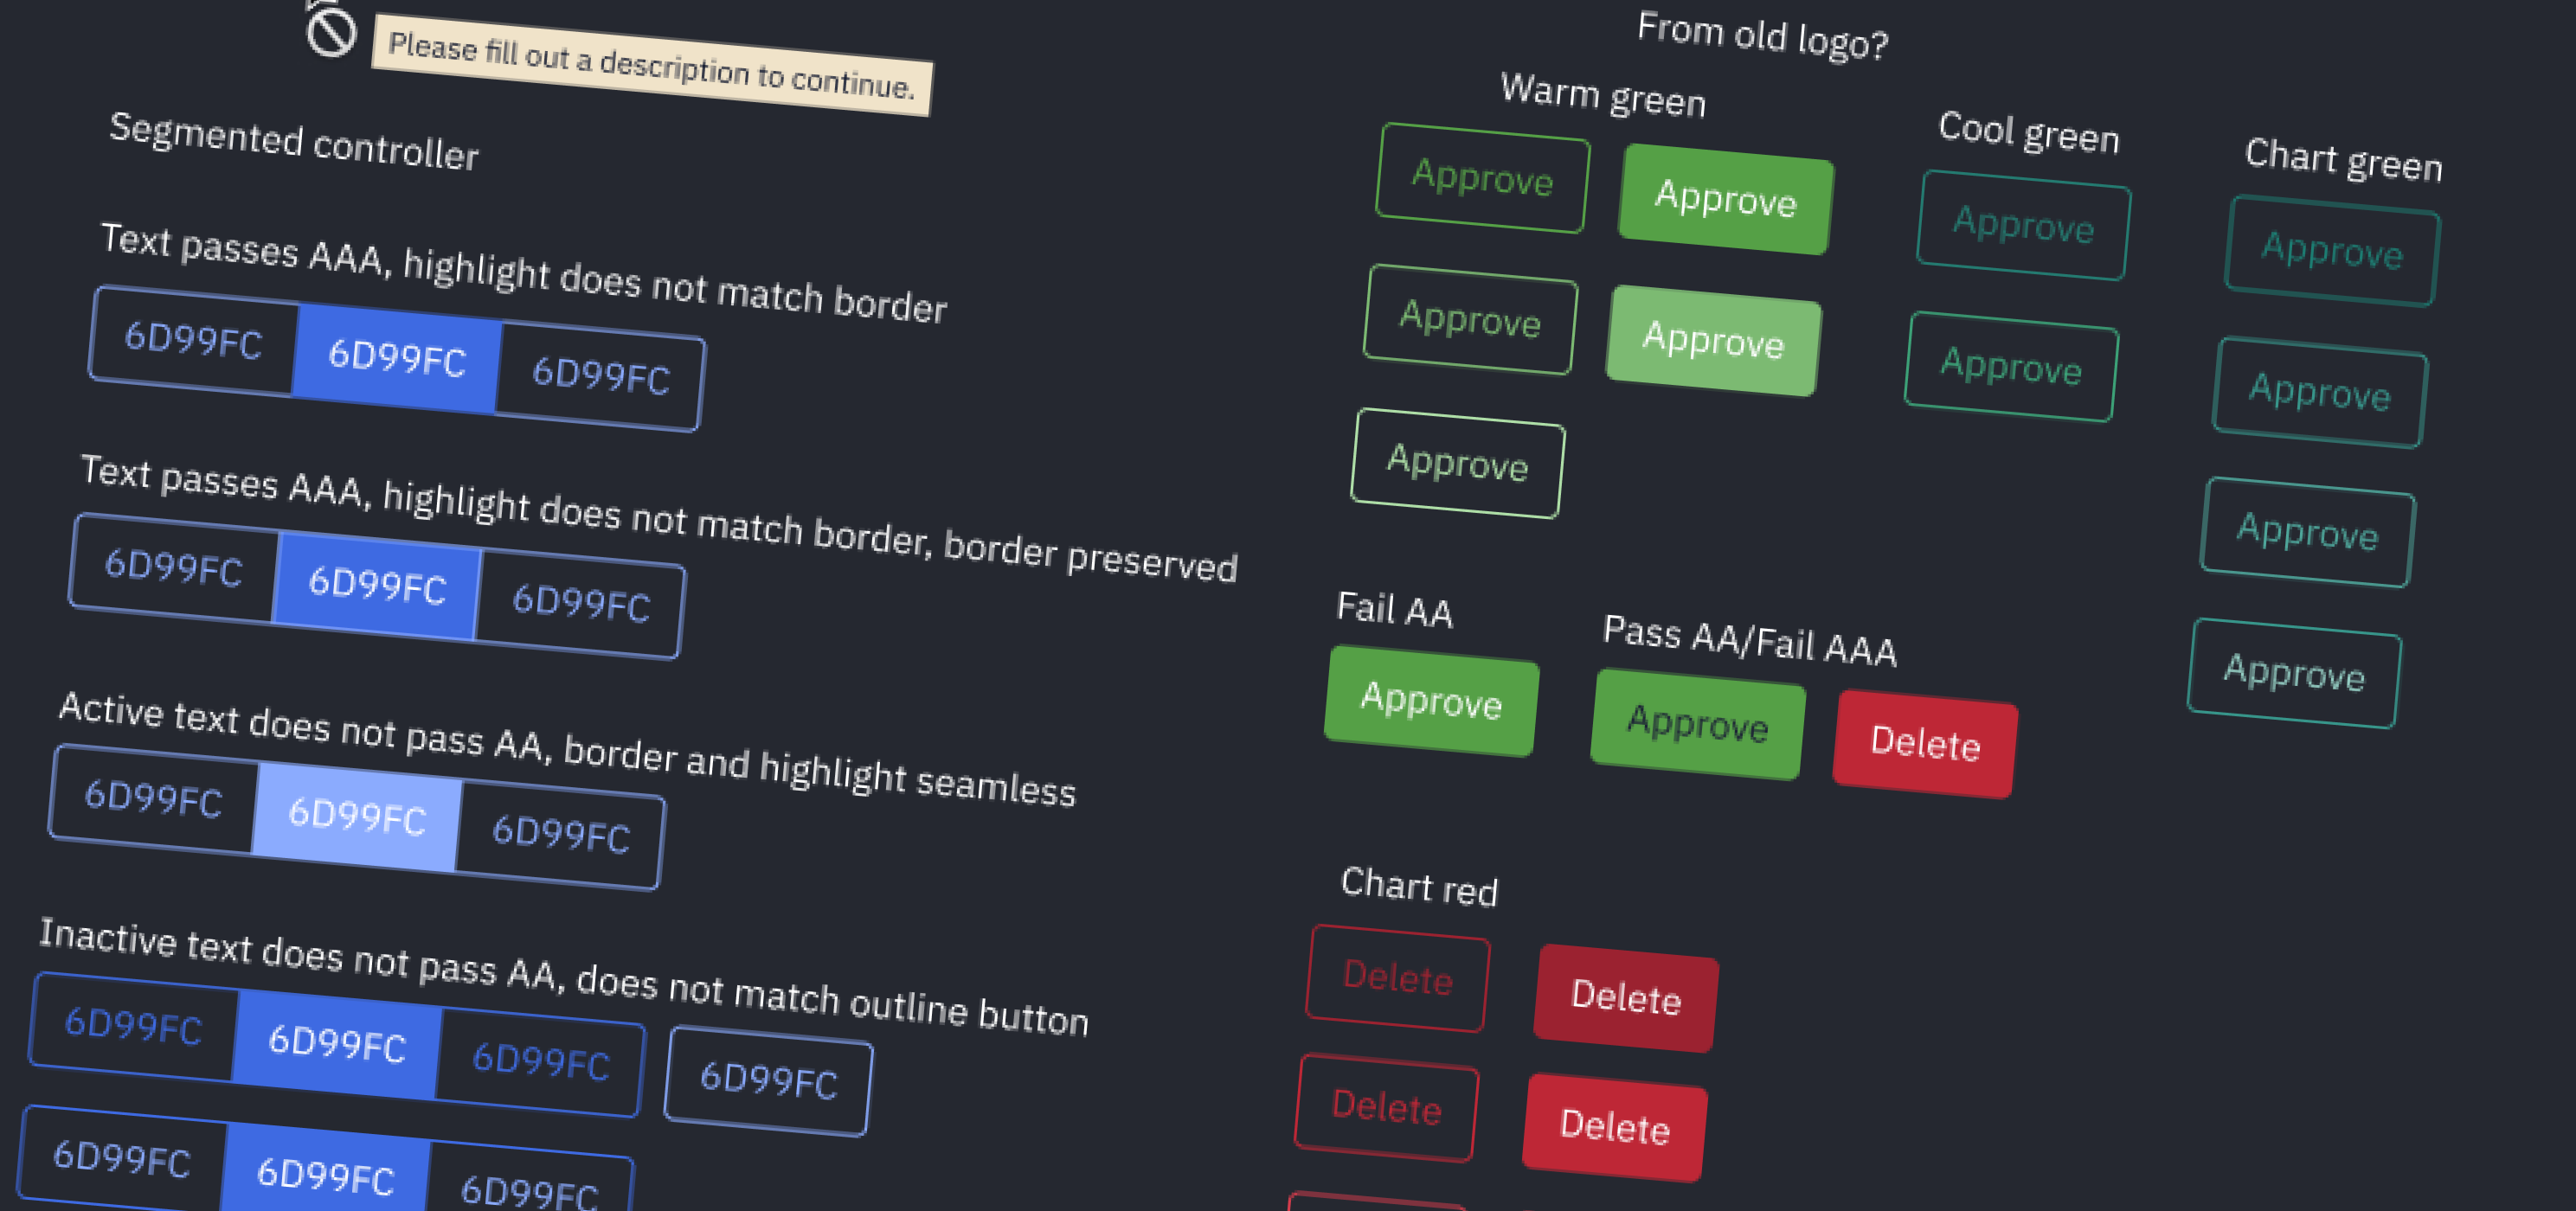 Please fill out a description to continue.
Segmented controller
Text passes AAA, highlight does not match border
6D99FC 6D99FC 6D99FC
Text passes AAA, highlight does not match border, border preserved
6D99FC 6D99FC 6D99FC
Active text does not pass AA, border and highlight seamless
6D99FC 6D99FC 6D99FC
Inactive text does not pass AA, does not match outline button
6D99FC 6D99FC 6D99FC 6D99FC
6D99FC 6D99FC 6D99FC
From old logo?
Warm green
Approve Approve
Approve Approve
Approve
Cool green
Approve
Approve
Chart green
Approve
Approve
Approve
Approve
Fail AA
Approve
Pass AA/Fail AAA
Approve Delete
Chart red
Delete Delete
Delete Delete